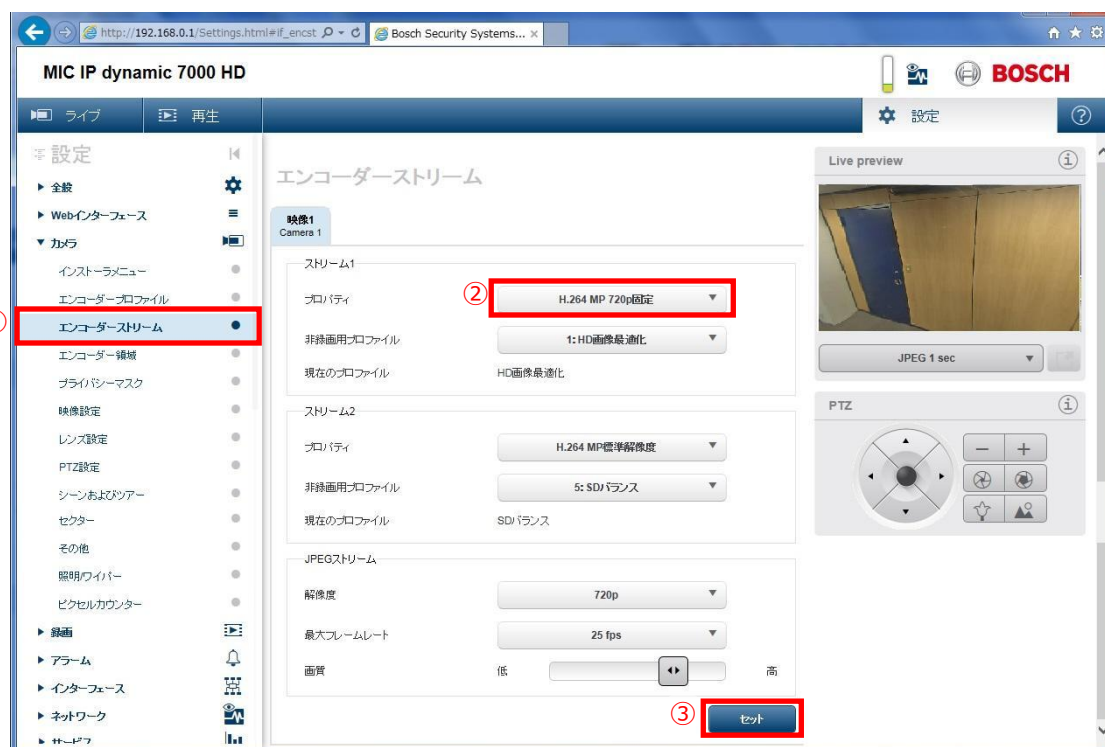 http://192.168.0.1/Settings.html#if_encst
Bosch Security Systems...
MIC IP dynamic 7000 HD
BOSCH
ライブ
再生
設定
設定
全般
Webインターフェース
カメラ
インストーラメニュー
エンコーダープロファイル
エンコーダーストリーム
エンコーダー領域
プライバシーマスク
映像設定
レンズ設定
PTZ設定
シーンおよびツアー
セクター
その他
照明/ワイパー
ピクセルカウンター
録画
アラーム
インターフェース
ネットワーク
サービス
エンコーダーストリーム
映像1
Camera 1
ストリーム1
プロパティ
② H.264 MP 720p固定
非録画用プロファイル
1: HD画像最適化
現在のプロファイル
HD画像最適化
ストリーム2
プロパティ
H.264 MP標準解像度
非録画用プロファイル
5: SDバランス
現在のプロファイル
SDバランス
JPEGストリーム
解像度
720p
最大フレームレート
25 fps
画質
低
高
③ セット
Live preview
JPEG 1 sec
PTZ